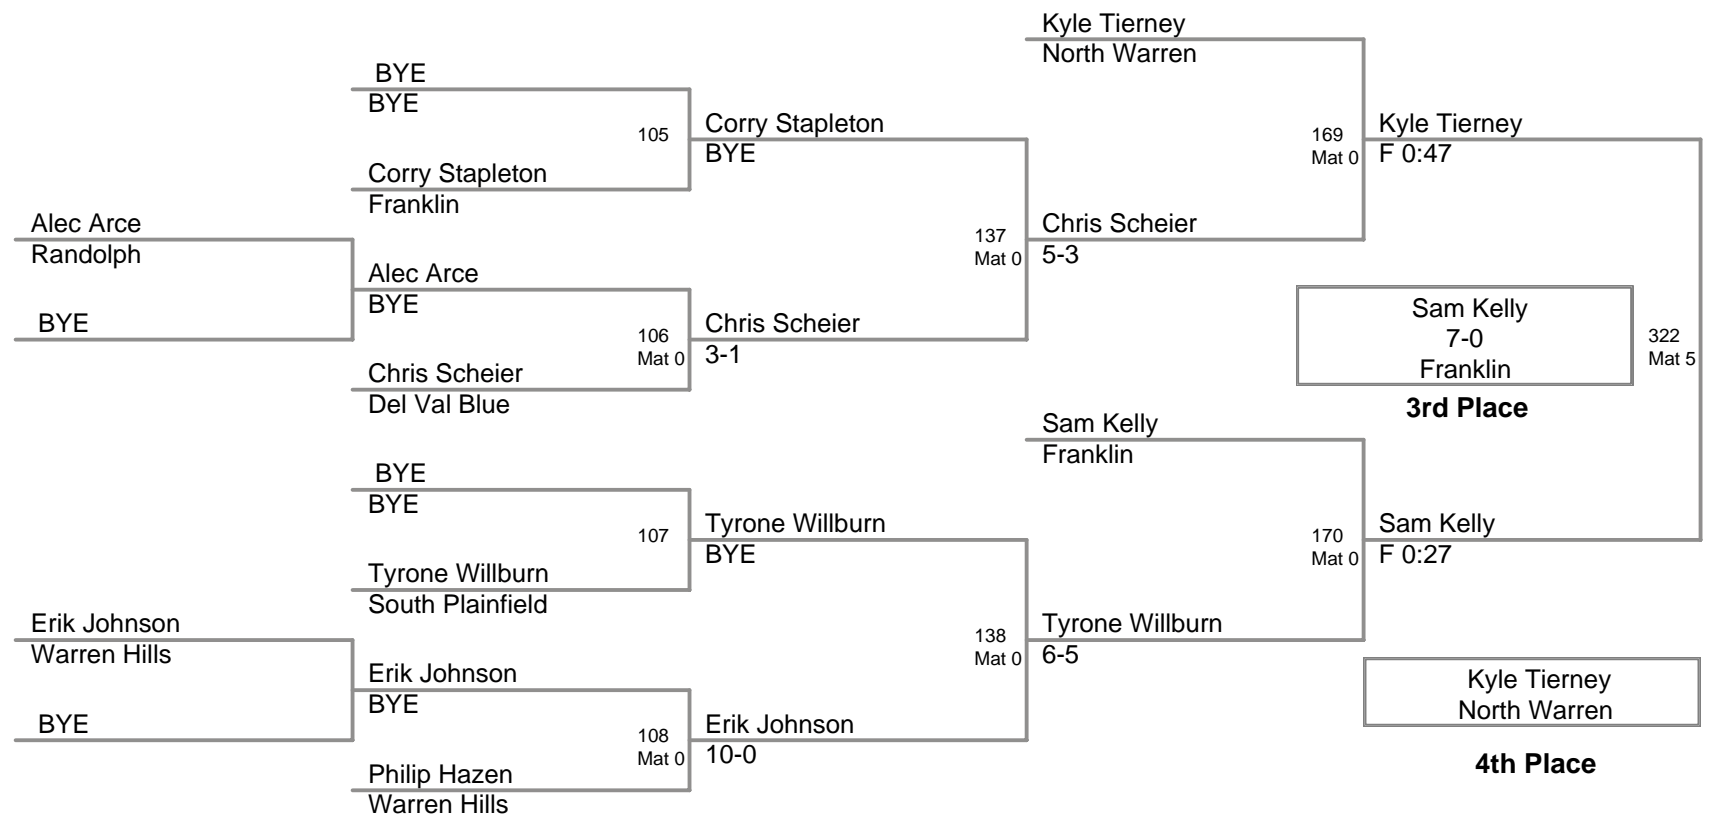 Kyle Tierney
North Warren
BYE
BYE
105
Corry Stapleton
BYE
169
Mat 0
Kyle Tierney
F 0:47
Corry Stapleton
Franklin
Alec Arce
Randolph
137
Mat 0
Chris Scheier
5-3
Alec Arce
BYE
BYE
106
Mat 0
Chris Scheier
3-1
Sam Kelly
7-0
Franklin
322
Mat 5
3rd Place
Chris Scheier
Del Val Blue
Sam Kelly
Franklin
BYE
BYE
107
Tyrone Willburn
BYE
170
Mat 0
Sam Kelly
F 0:27
Tyrone Willburn
South Plainfield
Erik Johnson
Warren Hills
138
Mat 0
Tyrone Willburn
6-5
Erik Johnson
BYE
Kyle Tierney
North Warren
BYE
108
Mat 0
Erik Johnson
10-0
4th Place
Philip Hazen
Warren Hills